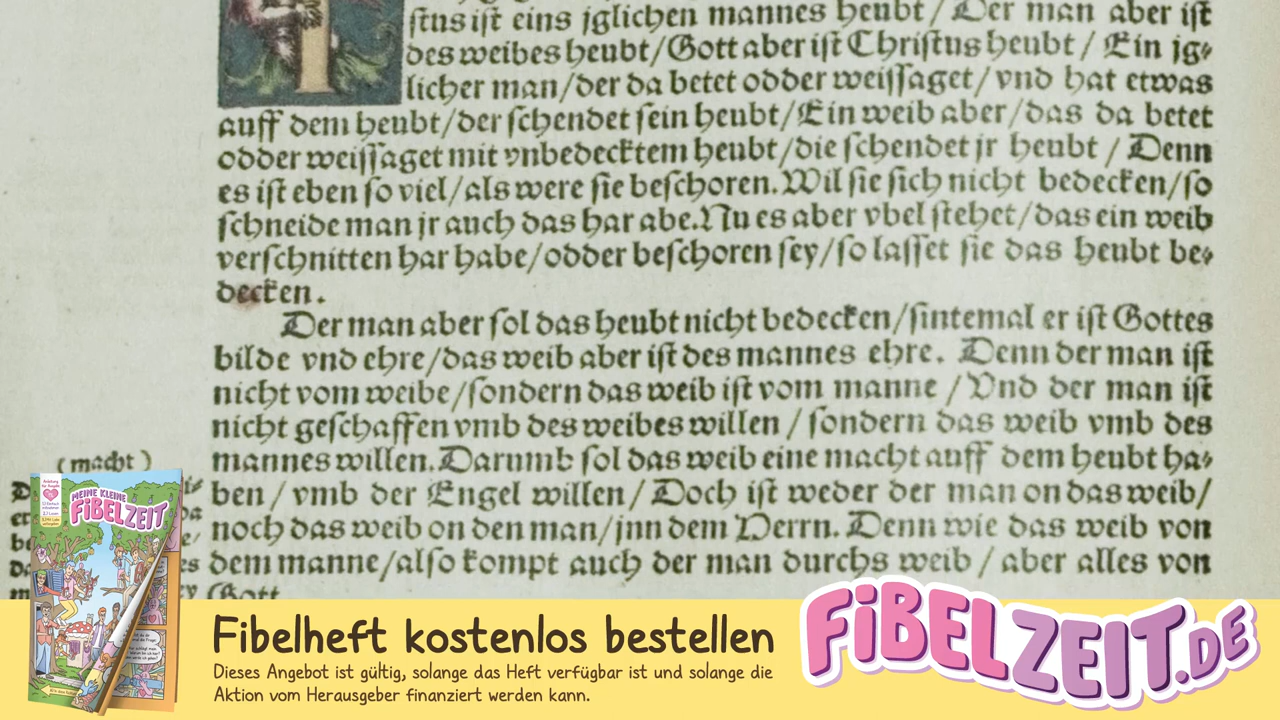 stus ist eins jglichen mannes heubt / Der man aber ist
des weibes heubt/Gott aber ist Christus heubt / Ein jg⸗
licher man/der da betet odder weissaget/ vnd hat etwas
auff dem heubt/der schendet sein heubt/Ein weib aber/das da betet
odder weissaget mit vnbedecktem heubt/die schendet jr heubt / Denn
es ist eben so viel/als were sie beschoren.Wil sie sich nicht bedecken/so
schneide man jr auch das har abe.Nu es aber vbel stehet/das ein weib
verschnitten har habe/odder beschoren sey/so lasset sie das heubt be⸗
decken.
Der man aber sol das heubt nicht bedecken/sintemal er ist Gottes
bilde vnd ehre/das weib aber ist des mannes ehre. Denn der man ist
nicht vom weibe/sondern das weib ist vom manne / Vnd der man ist
nicht geschaffen vmb des weibes willen / sondern das weib vmb des
mannes willen.Darumb sol das weib eine macht auff dem heubt ha⸗
ben / vmb der Engel willen/ Doch ist weder der man on das weib/
noch das weib on den man/jnn dem Herrn. Denn wie das weib von
dem manne/also kompt auch der man durchs weib / aber alles von
Gott
(macht)
MEINE KLEINE
FiBELZEIT
Fibelheft kostenlos bestellen
Dieses Angebot ist gültig, solange das Heft verfügbar ist und solange die
Aktion vom Herausgeber finanziert werden kann.
FiBELZEIT.DE